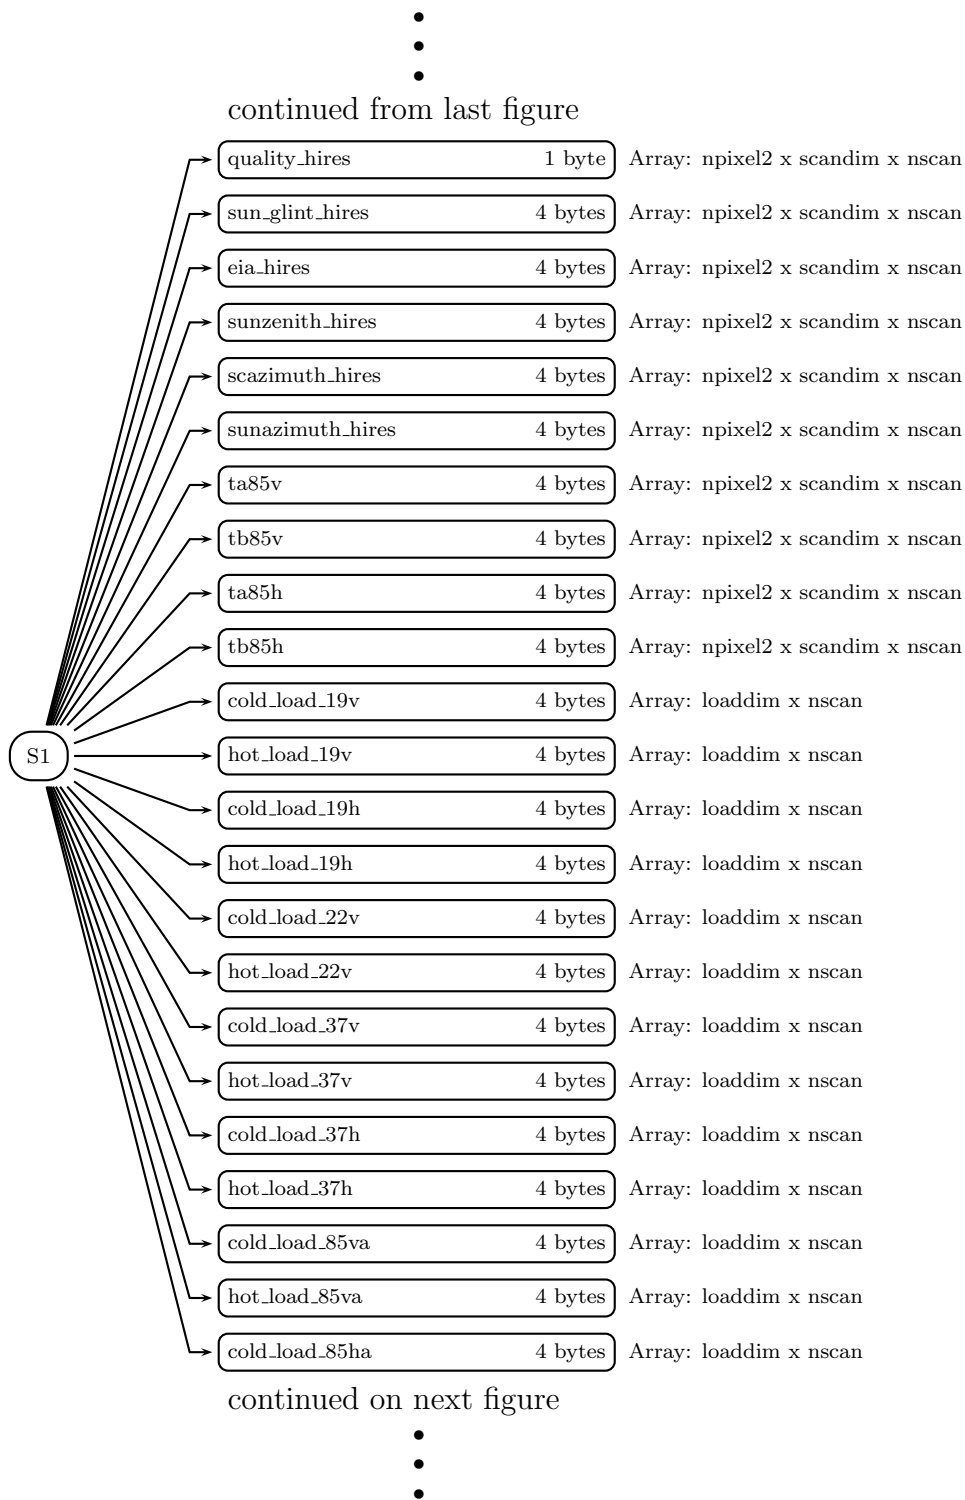 continued from last figure
quality_hires 1 byte Array: npixel2 x scandim x nscan
sun_glint_hires 4 bytes Array: npixel2 x scandim x nscan
eia_hires 4 bytes Array: npixel2 x scandim x nscan
sunzenith_hires 4 bytes Array: npixel2 x scandim x nscan
scazimuth_hires 4 bytes Array: npixel2 x scandim x nscan
sunazimuth_hires 4 bytes Array: npixel2 x scandim x nscan
ta85v 4 bytes Array: npixel2 x scandim x nscan
tb85v 4 bytes Array: npixel2 x scandim x nscan
ta85h 4 bytes Array: npixel2 x scandim x nscan
tb85h 4 bytes Array: npixel2 x scandim x nscan
cold_load_19v 4 bytes Array: loaddim x nscan
S1 hot_load_19v 4 bytes Array: loaddim x nscan
cold_load_19h 4 bytes Array: loaddim x nscan
hot_load_19h 4 bytes Array: loaddim x nscan
cold_load_22v 4 bytes Array: loaddim x nscan
hot_load_22v 4 bytes Array: loaddim x nscan
cold_load_37v 4 bytes Array: loaddim x nscan
hot_load_37v 4 bytes Array: loaddim x nscan
cold_load_37h 4 bytes Array: loaddim x nscan
hot_load_37h 4 bytes Array: loaddim x nscan
cold_load_85va 4 bytes Array: loaddim x nscan
hot_load_85va 4 bytes Array: loaddim x nscan
cold_load_85ha 4 bytes Array: loaddim x nscan
continued on next figure